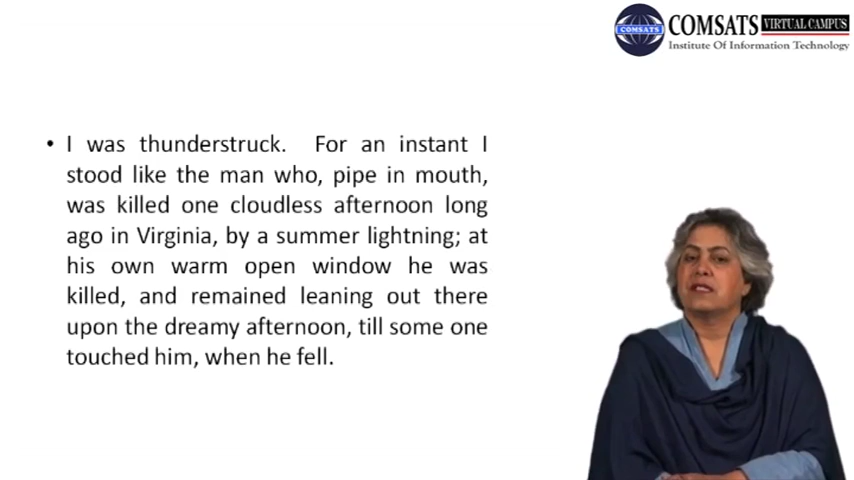 COMSATS
COMSATS VIRTUAL CAMPUS
Institute Of Information Technology
• I was thunderstruck. For an instant I
stood like the man who, pipe in mouth,
was killed one cloudless afternoon long
ago in Virginia, by a summer lightning; at
his own warm open window he was
killed, and remained leaning out there
upon the dreamy afternoon, till some one
touched him, when he fell.